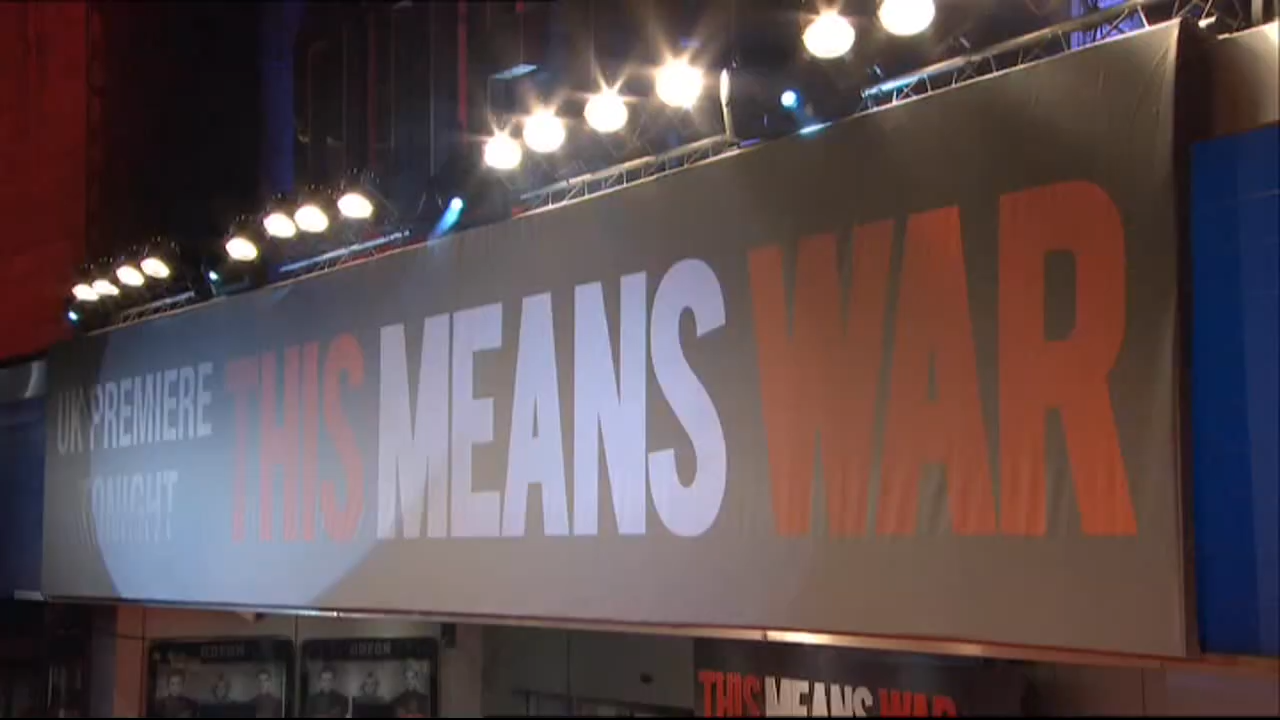 UK PREMIERE
TONIGHT
THIS MEANS WAR
ODEON
ODEON
THIS MEANS WAR